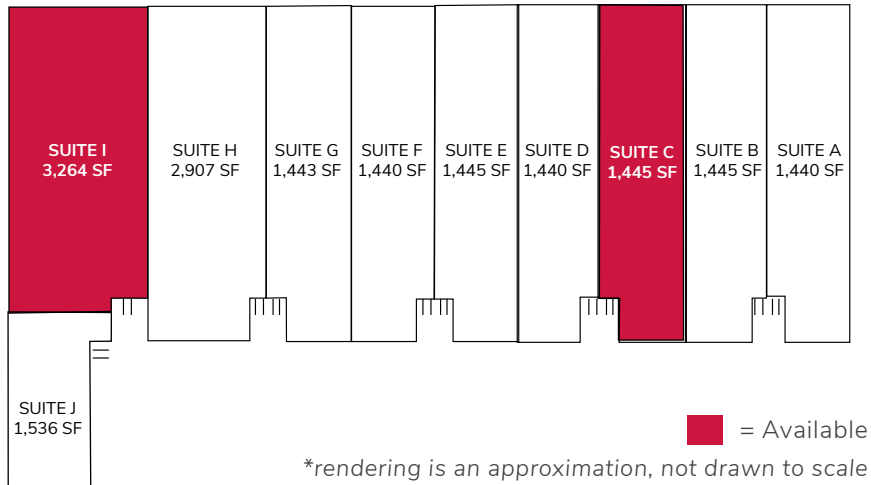 SUITE I
3,264 SF
SUITE H
2,907 SF
SUITE G
1,443 SF
SUITE F
1,440 SF
SUITE E
1,445 SF
SUITE D
1,440 SF
SUITE C
1,445 SF
SUITE B
1,445 SF
SUITE A
1,440 SF
SUITE J
1,536 SF
= Available
*rendering is an approximation, not drawn to scale